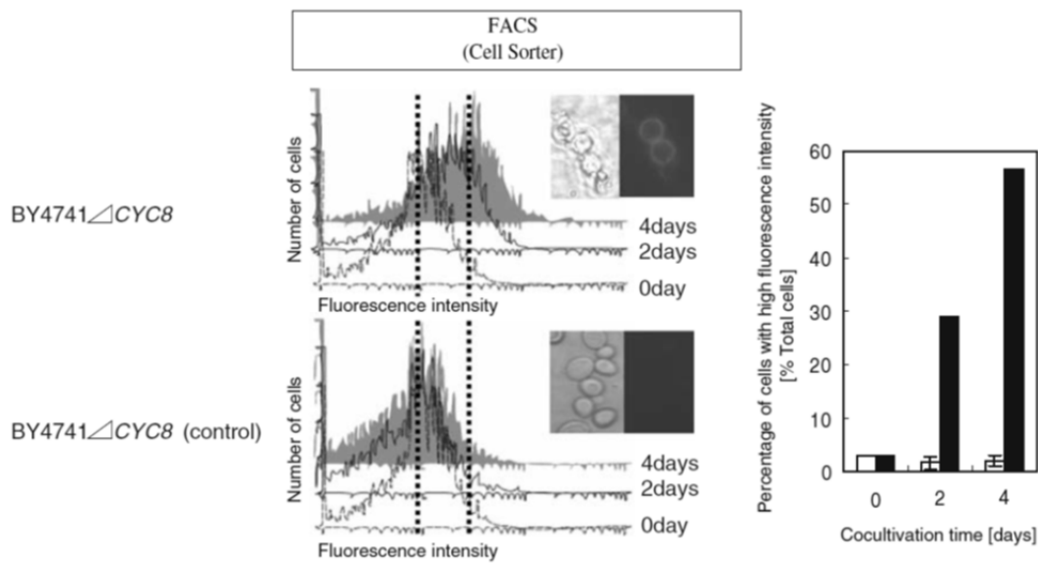 FACS
(Cell Sorter)
BY4741⊿CYC8
Number of cells
4days
2days
0day
Fluorescence intensity
BY4741⊿CYC8 (control)
Number of cells
4days
2days
0day
Fluorescence intensity
Percentage of cells with high fluorescence intensity
[% Total cells]
60
50
40
30
20
10
0
0 2 4
Cocultivation time [days]